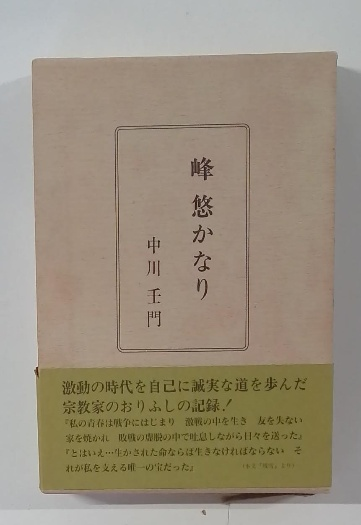 峰 悠かなり
中川 壬門
激動の時代を自己に誠実な道を歩んだ
宗教家のおりふしの記録!
『私の青春は戦争にはじまり 激戦の中を生き 友を失ない
家を焼かれ 敗戦の虚脱の中で吐息しながら日々を送った』
『とはいえ…生かされた命ならば生きなければならない そ
れが私を支える唯一の宝だった』